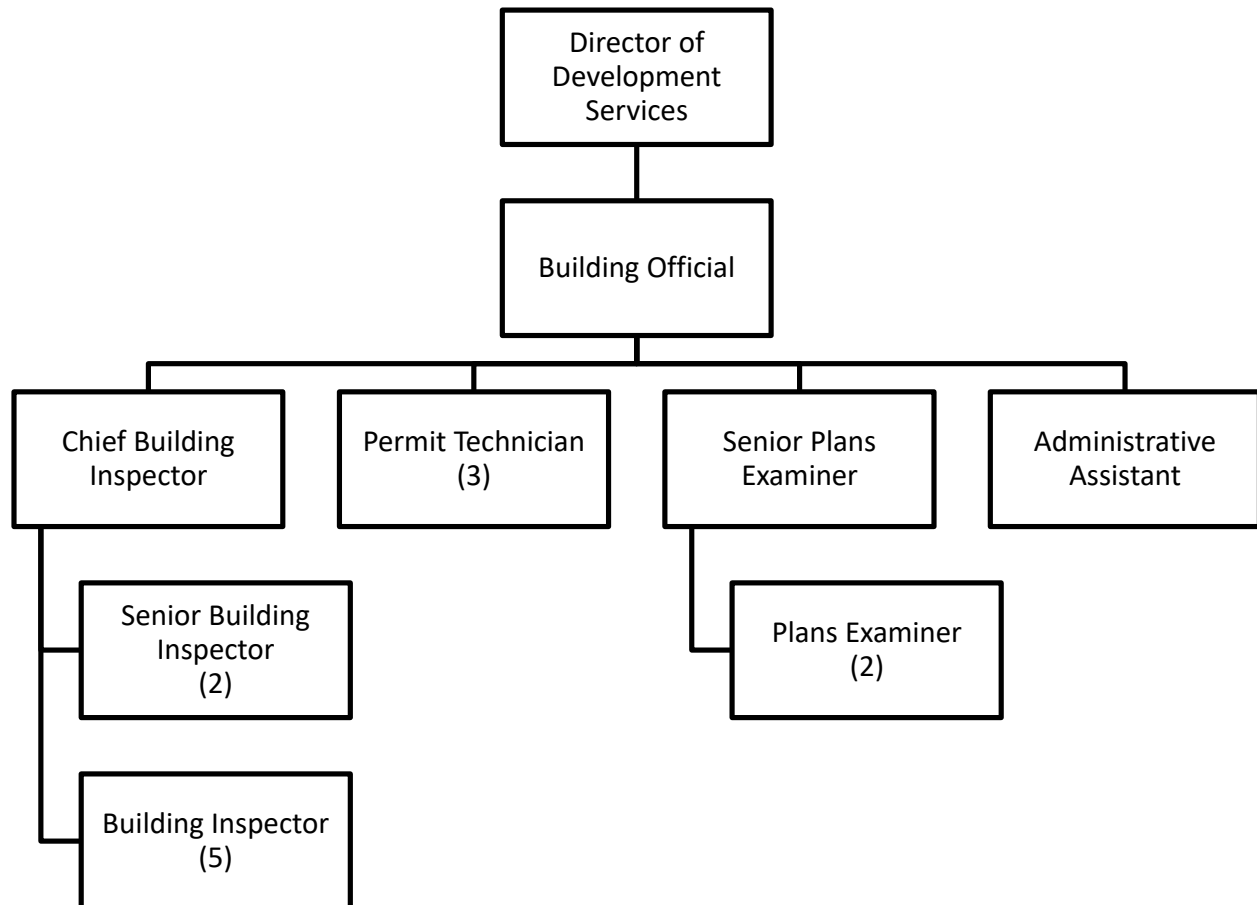 Director of
Development
Services
Building Official
Chief Building
Inspector
Permit Technician
(3)
Senior Plans
Examiner
Administrative
Assistant
Senior Building
Inspector
(2)
Plans Examiner
(2)
Building Inspector
(5)